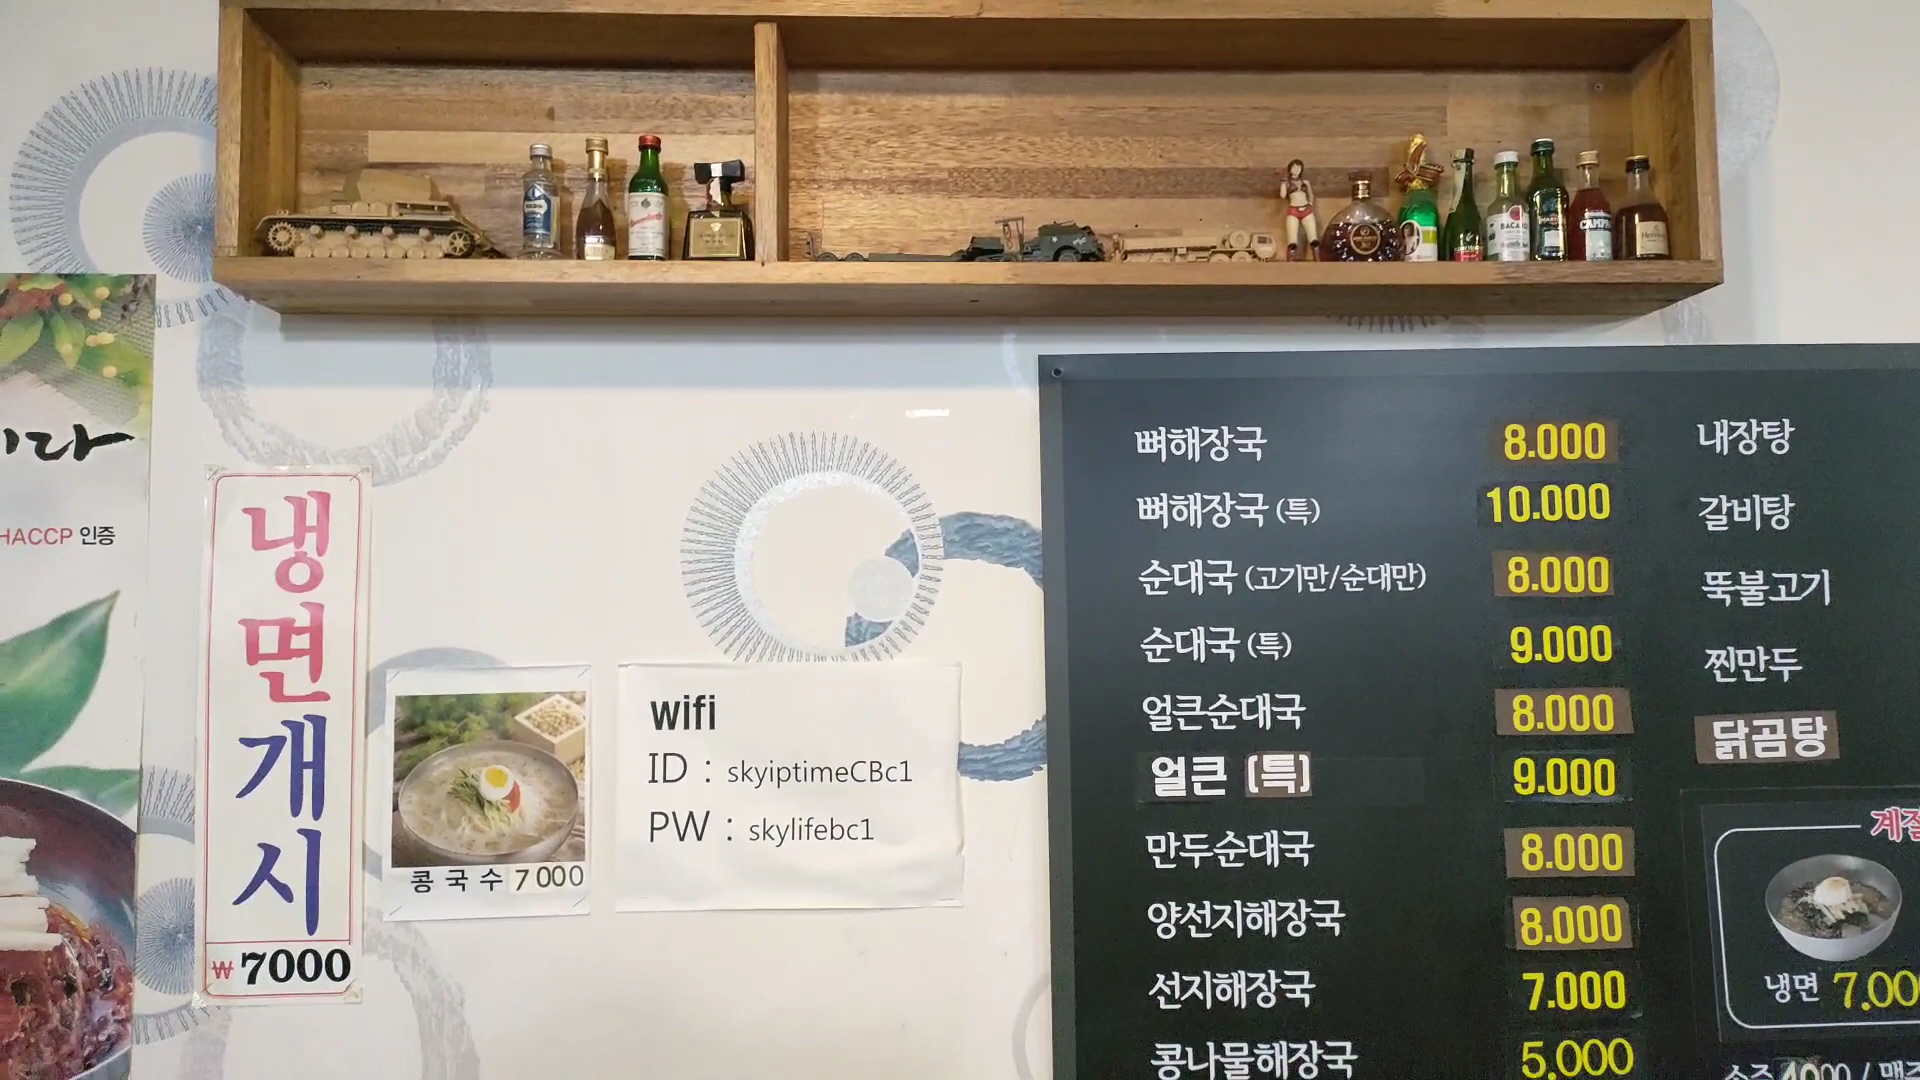 HACCP 인증
냉면개시
₩7000
콩국수 7000
wifi
ID : skyiptimeCBc1
PW : skylifebc1
뼈해장국 8.000
뼈해장국 (특) 10.000
순대국 (고기만/순대만) 8.000
순대국 (특) 9.000
얼큰순대국 8.000
얼큰 (특) 9.000
만두순대국 8.000
양선지해장국 8.000
선지해장국 7.000
콩나물해장국 5.000
내장탕
갈비탕
뚝불고기
찐만두
닭곰탕
냉면 7.00
CAMPARI